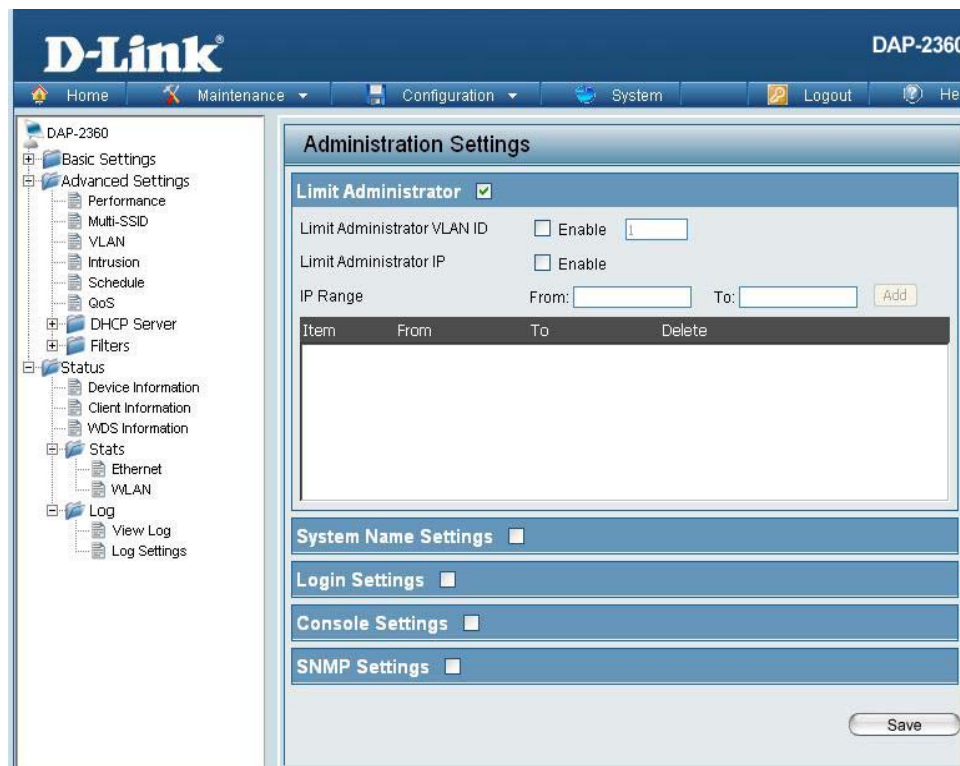 D-Link®
DAP-2360
Home Maintenance Configuration System Logout He
DAP-2360
Basic Settings
Advanced Settings
Performance
Multi-SSID
VLAN
Intrusion
Schedule
QoS
DHCP Server
Filters
Status
Device Information
Client Information
WDS Information
Stats
Ethernet
WLAN
Log
View Log
Log Settings
Administration Settings
Limit Administrator
Limit Administrator VLAN ID Enable 1
Limit Administrator IP Enable
IP Range From: To: Add
Item From To Delete
System Name Settings
Login Settings
Console Settings
SNMP Settings
Save